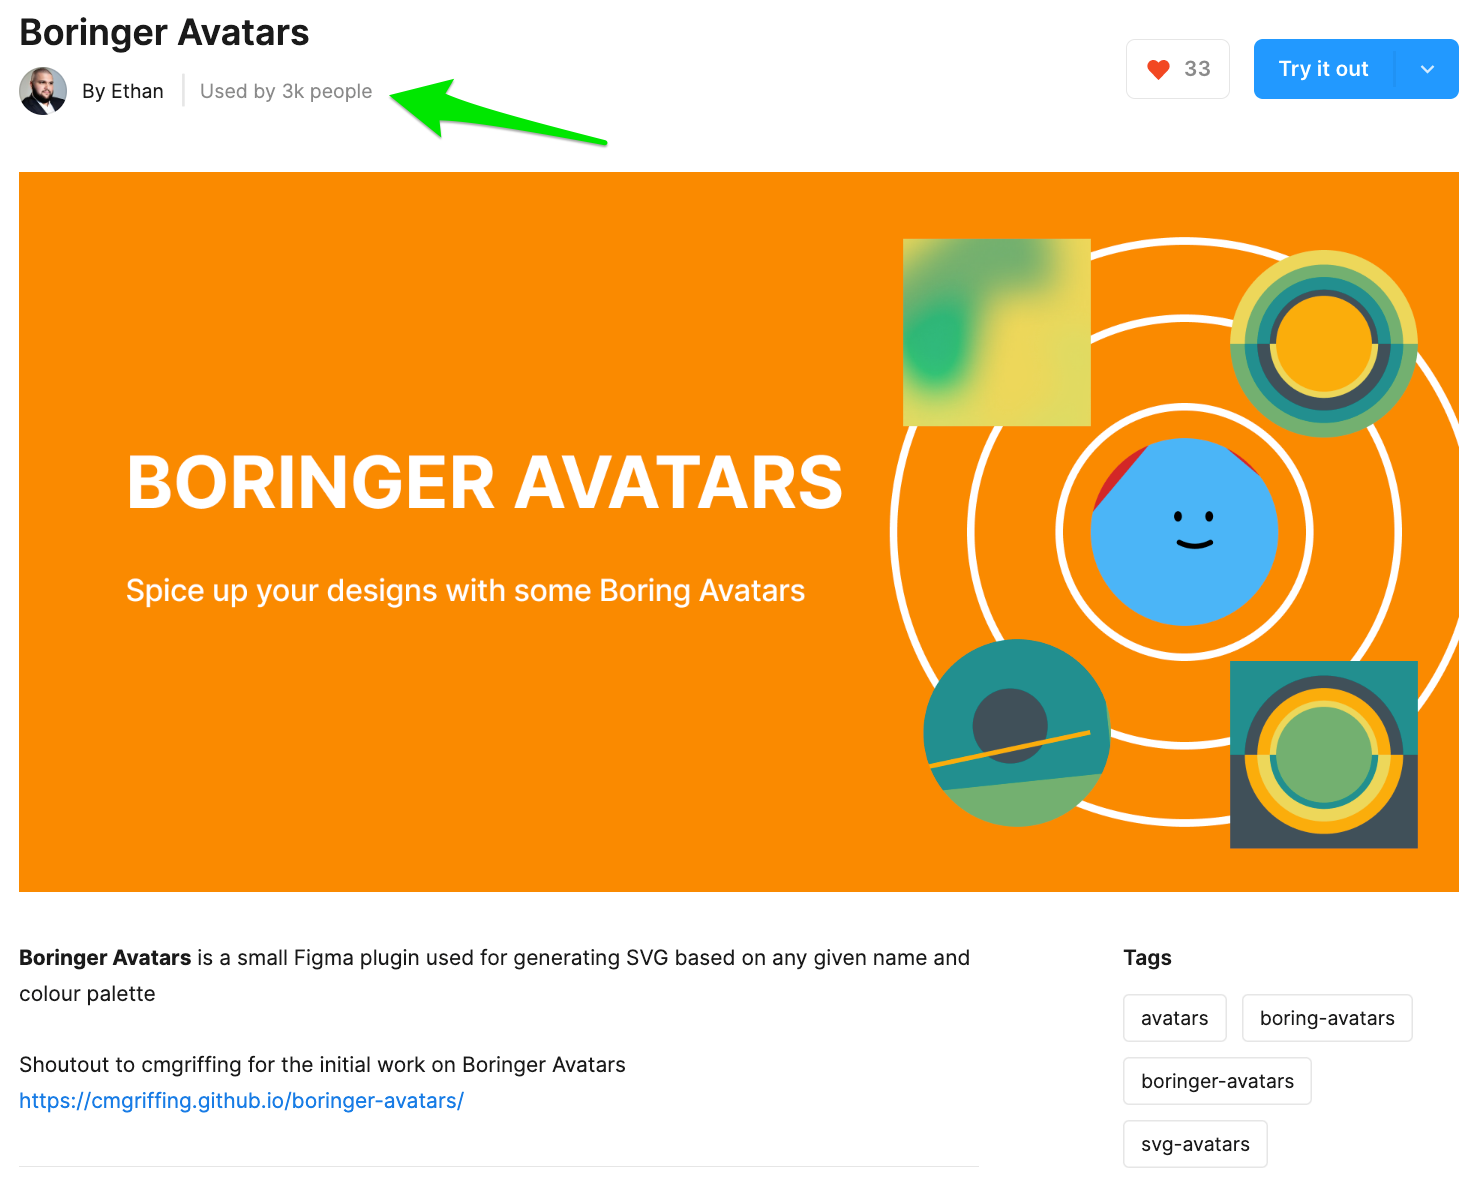 Boringer Avatars
By Ethan
Used by 3k people
33
Try it out
BORINGER AVATARS
Spice up your designs with some Boring Avatars
Boringer Avatars is a small Figma plugin used for generating SVG based on any given name and
colour palette
Shoutout to cmgriffing for the initial work on Boringer Avatars
https://cmgriffing.github.io/boringer-avatars/
Tags
avatars
boring-avatars
boringer-avatars
svg-avatars